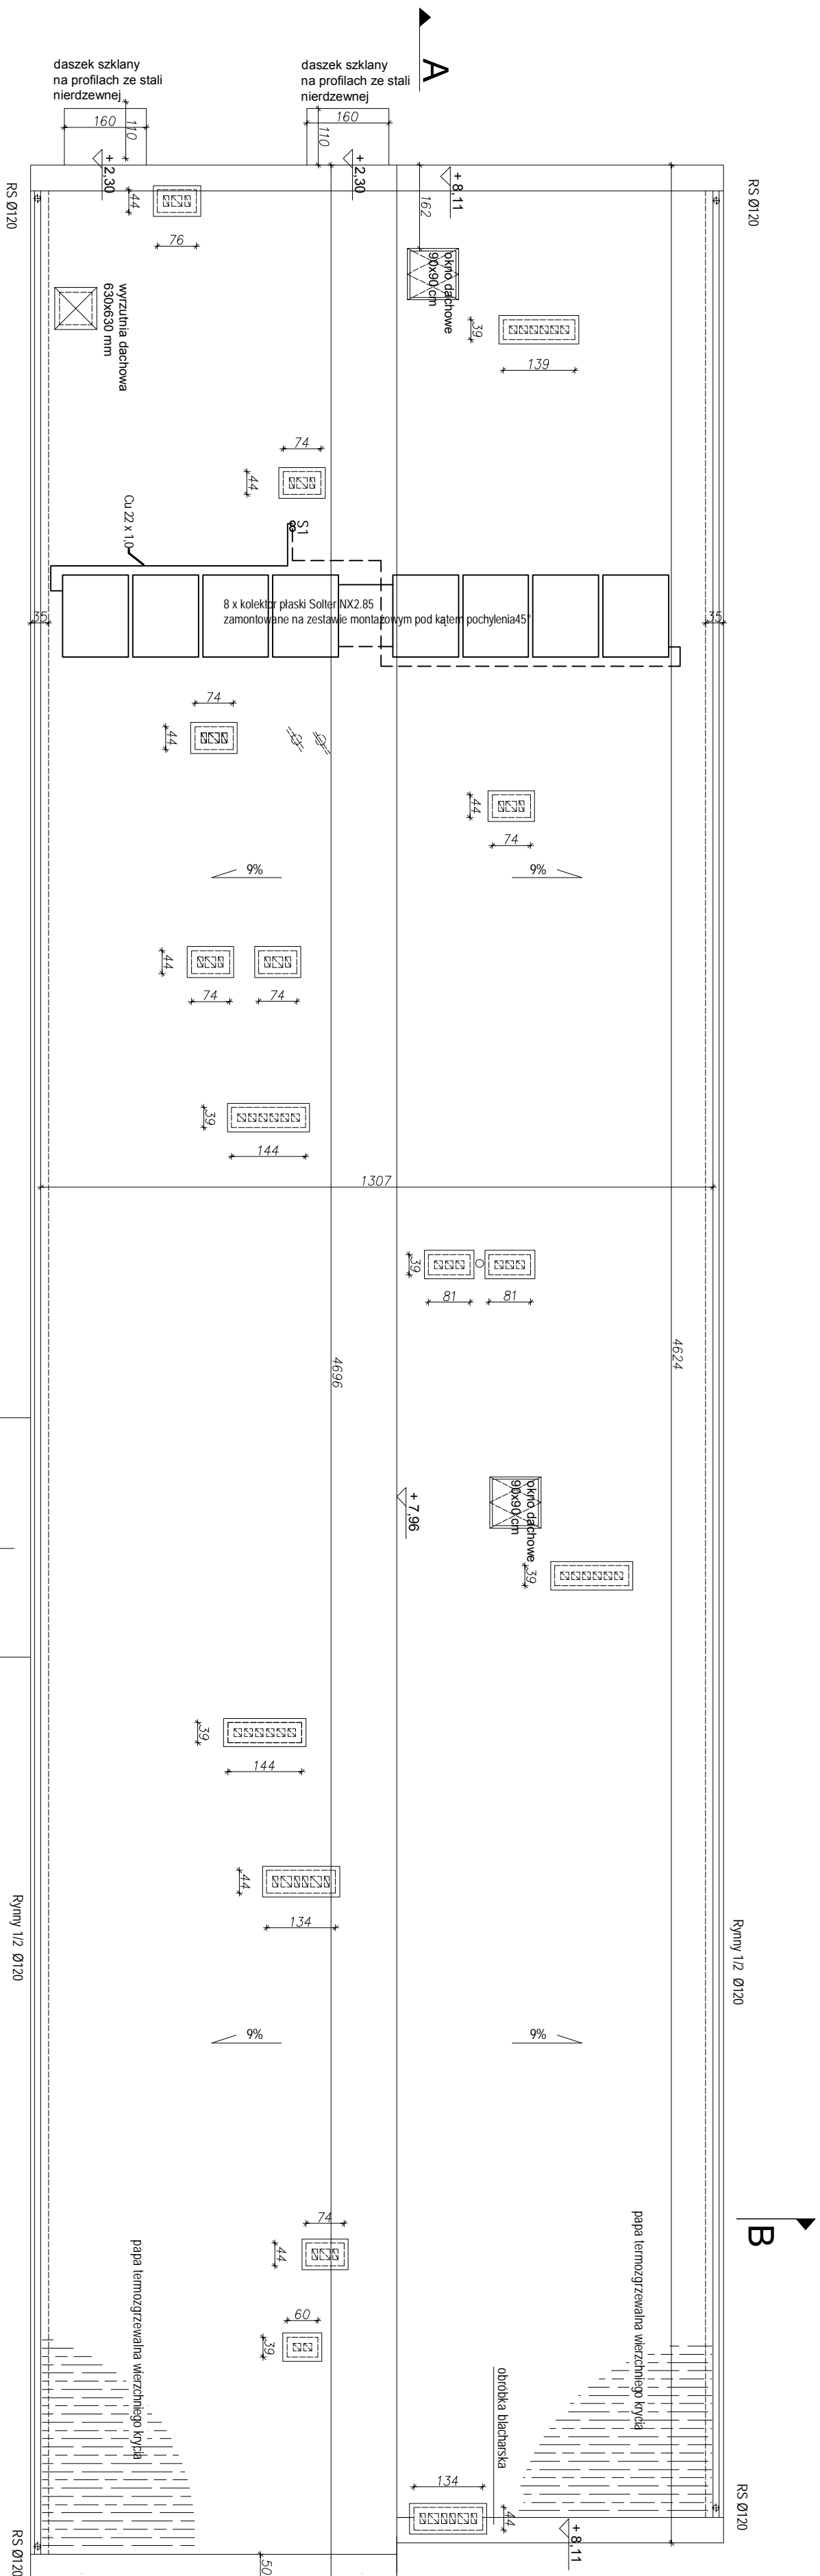 A
daszek szklany
na profilach ze stali
nierdzewnej
daszek szklany
na profilach ze stali
nierdzewnej
160
110
160
110
+ 2,30
+ 2,30
+ 8,11
RS Ø120
RS Ø120
44
76
162
okno dachowe
90x90 cm
wyrzutnia dachowa
630x630 mm
39
139
74
44
Cu 22 x 1,0
S1
8 x kolektor płaski Solter NX2.85
zamontowane na zestawie montażowym pod kątem pochylenia45°
35
35
74
44
44
74
9%
9%
44
74
74
39
144
1307
39
81
81
4696
4624
+ 7,96
okno dachowe
90x90 cm
39
39
144
44
134
Rynny 1/2 Ø120
Rynny 1/2 Ø120
9%
9%
B
74
44
60
39
papa termozgrzewalna wierzchniego krycia
papa termozgrzewalna wierzchniego krycia
obróbka blacharska
134
44
+ 8,11
RS Ø120
RS Ø120
50